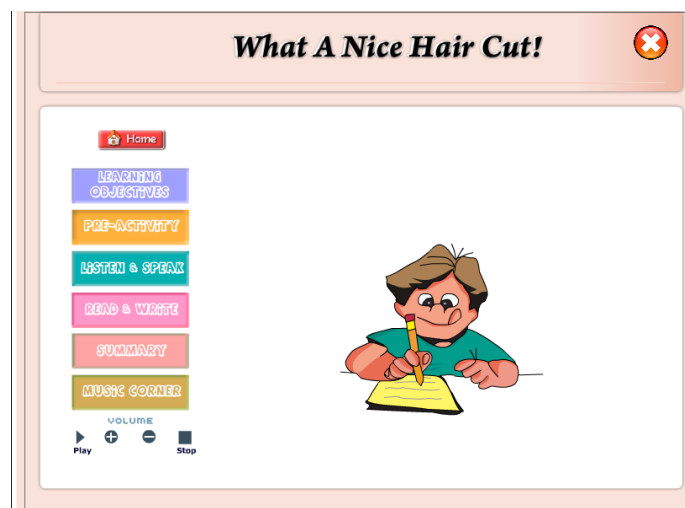 What A Nice Hair Cut!
Home
LEARNING
OBJECTIVES
PRE-ACTIVITY
LISTEN & SPEAK
READ & WRITE
SUMMARY
MUSIC CORNER
VOLUME
Play
Stop